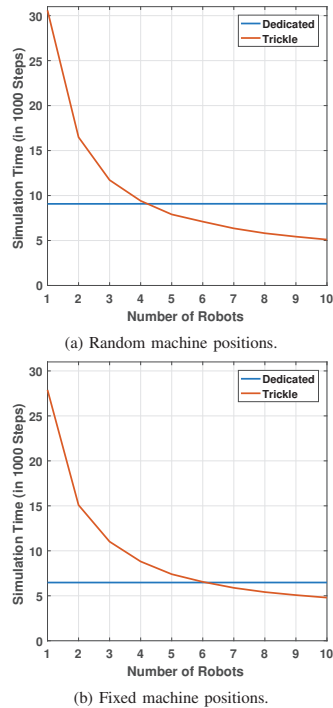 30
25
20
15
10
5
0
Simulation Time (in 1000 Steps)
Dedicated
Trickle
1 2 3 4 5 6 7 8 9 10
Number of Robots
(a) Random machine positions.
30
25
20
15
10
5
0
Simulation Time (in 1000 Steps)
Dedicated
Trickle
1 2 3 4 5 6 7 8 9 10
Number of Robots
(b) Fixed machine positions.